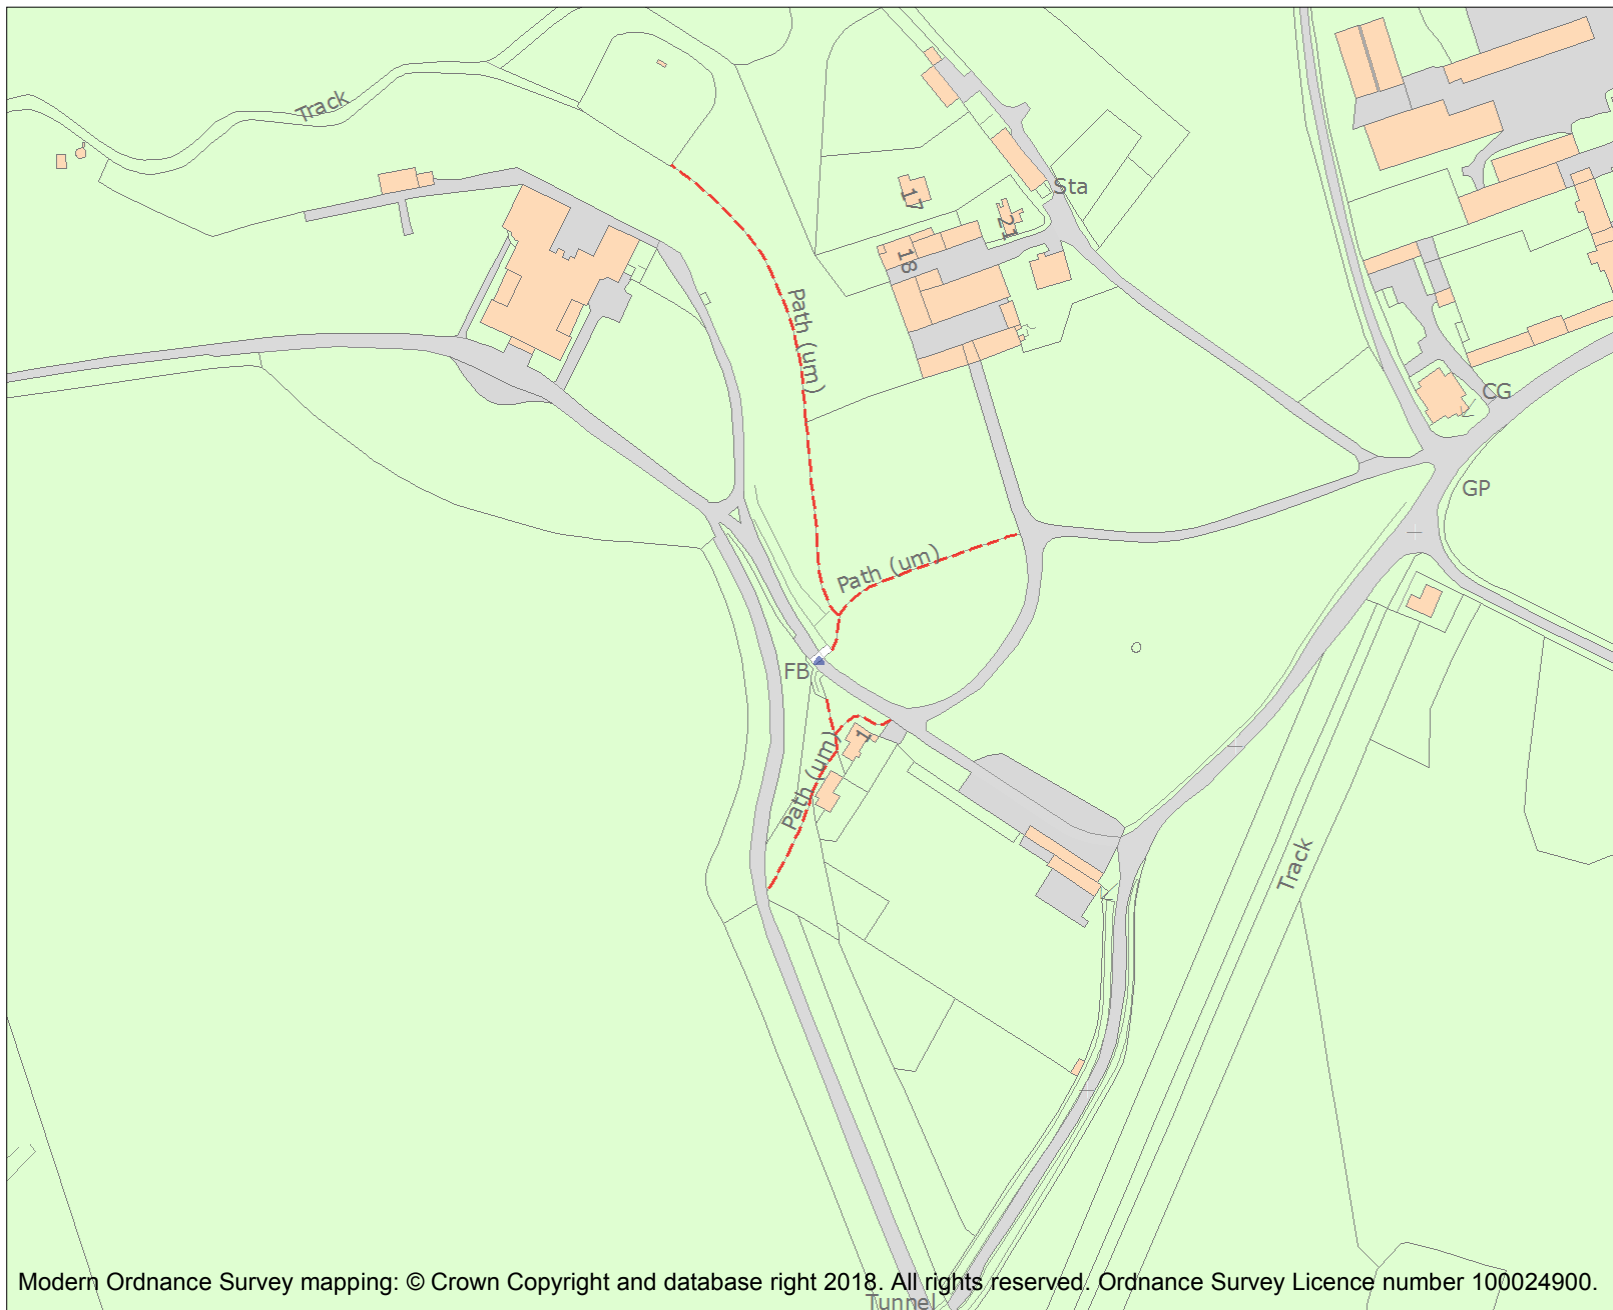 Track
Sta
17
21
18
Path (um)
CG
GP
Path (um)
FB
1
Path (um)
Track
Modern Ordnance Survey mapping: © Crown Copyright and database right 2018. All rights reserved. Ordnance Survey Licence number 100024900.
Tunnel